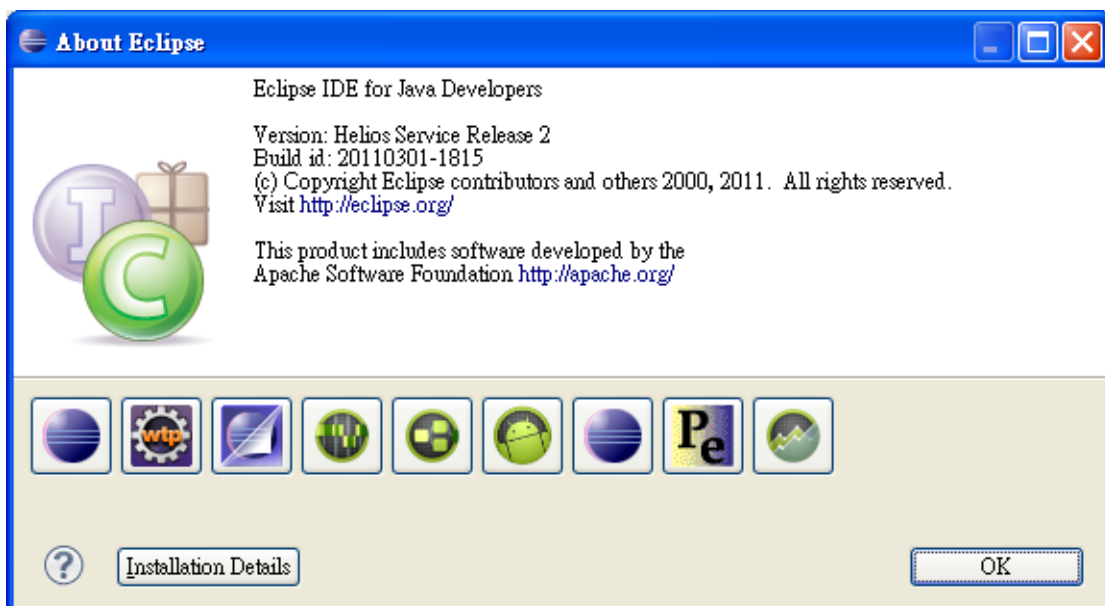 About Eclipse
Eclipse IDE for Java Developers
Version: Helios Service Release 2
Build id: 20110301-1815
(c) Copyright Eclipse contributors and others 2000, 2011.  All rights reserved.
Visit http://eclipse.org/
This product includes software developed by the
Apache Software Foundation http://apache.org/
I
C
wtp
Pe
?
Installation Details
OK